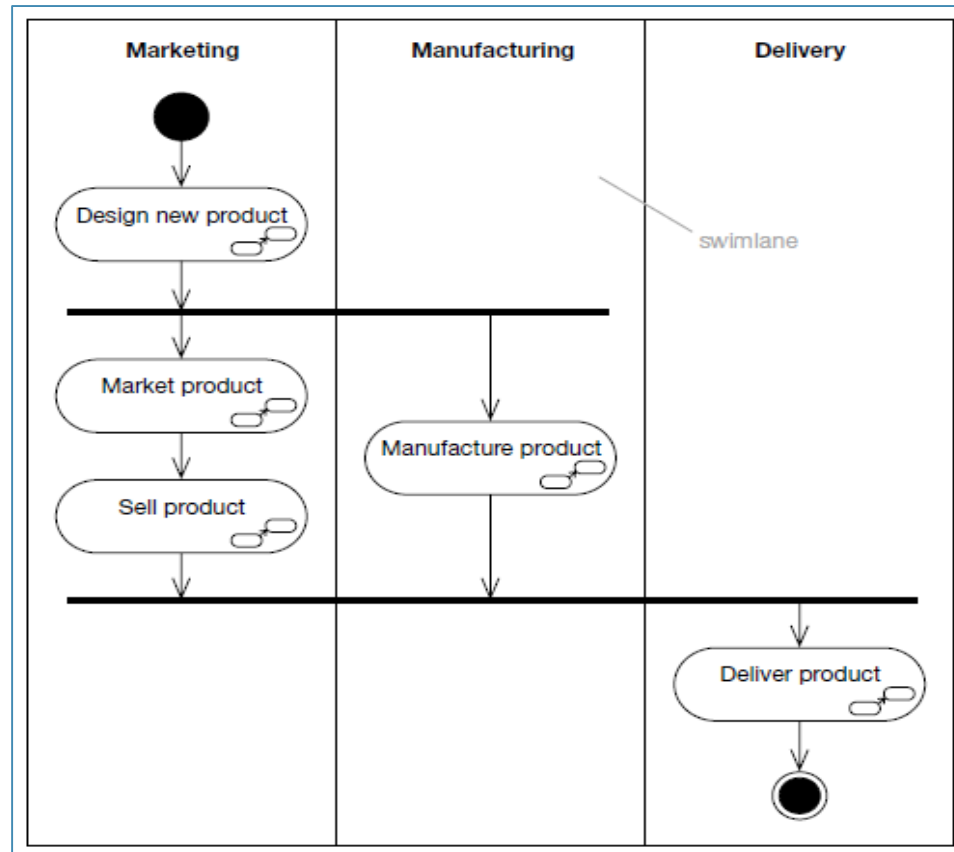 Marketing
Manufacturing
Delivery
Design new product
swimlane
Market product
Manufacture product
Sell product
Deliver product